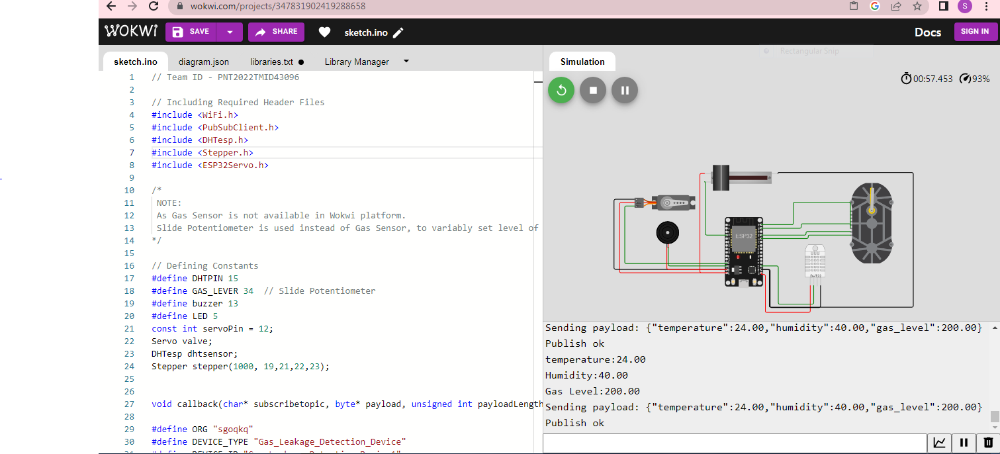 wokwi.com/projects/347831902419288658
S
WOKWi
SAVE
SHARE
sketch.ino
Docs
SIGN IN
Rectangular Snip
sketch.ino
diagram.json
libraries.txt ●
Library Manager
Simulation
00:57.453
93%
1 // Team ID - PNT2022TMID43096
2
3 // Including Required Header Files
4 #include <WiFi.h>
5 #include <PubSubClient.h>
6 #include <DHTesp.h>
7 #include <Stepper.h>
8 #include <ESP32Servo.h>
9
10 /*
11 NOTE:
12 As Gas Sensor is not available in Wokwi platform.
13 Slide Potentiometer is used instead of Gas Sensor, to variably set level of
14 */
15
16 // Defining Constants
17 #define DHTPIN 15
18 #define GAS_LEVER 34 // Slide Potentiometer
19 #define buzzer 13
20 #define LED 5
21 const int servoPin = 12;
22 Servo valve;
23 DHTesp dhtsensor;
24 Stepper stepper(1000, 19,21,22,23);
25
26
27 void callback(char* subscribetopic, byte* payload, unsigned int payloadLength
28
29 #define ORG "sgoqkq"
30 #define DEVICE_TYPE "Gas_Leakage_Detection_Device"
ESP32
DHT22
Sending payload: {"temperature":24.00,"humidity":40.00,"gas_level":200.00}
Publish ok
temperature:24.00
Humidity:40.00
Gas Level:200.00
Sending payload: {"temperature":24.00,"humidity":40.00,"gas_level":200.00}
Publish ok